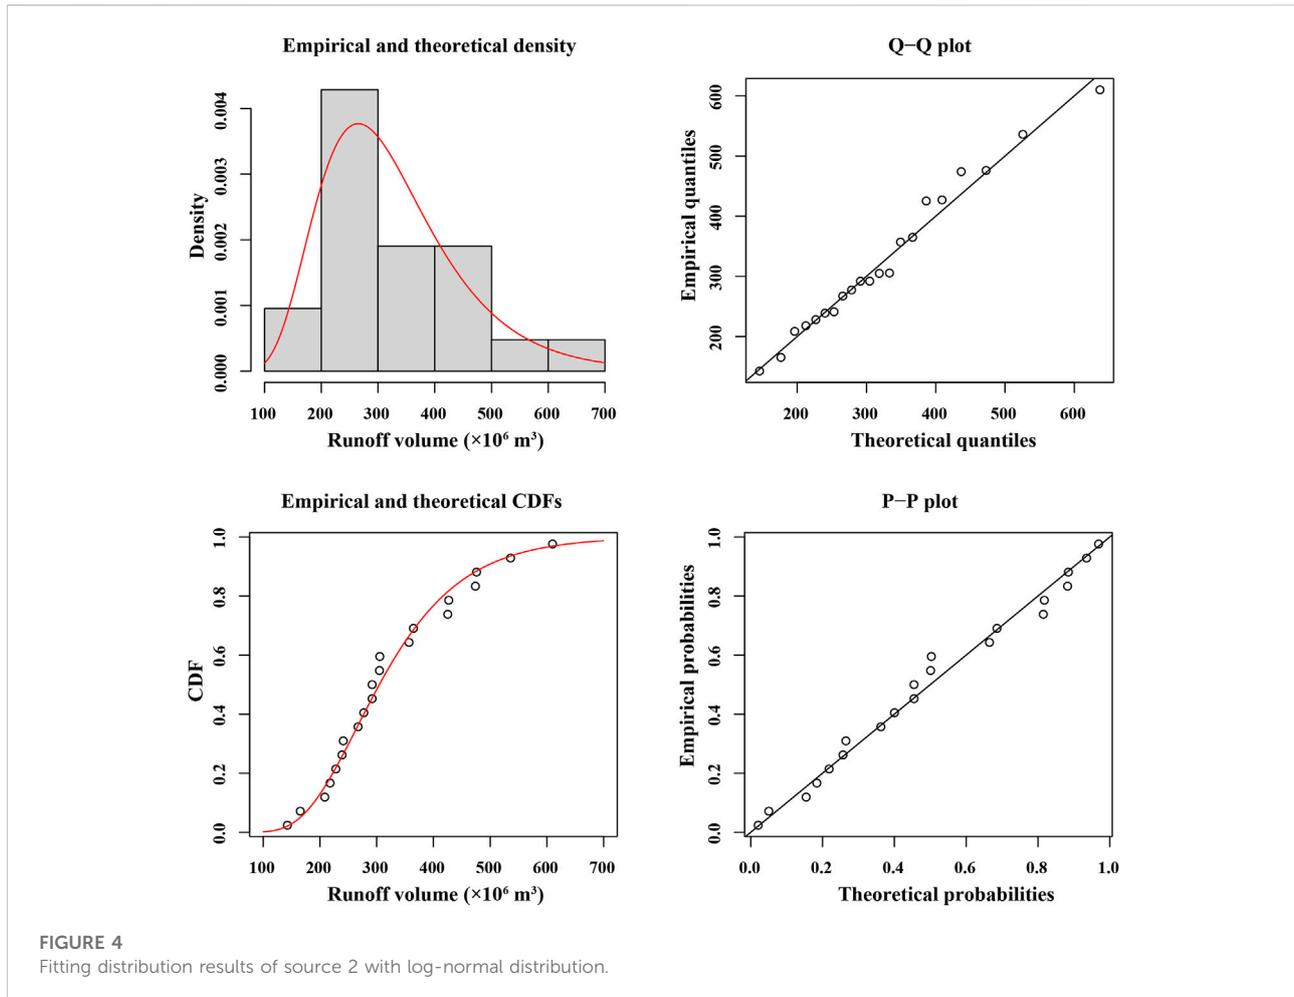 Empirical and theoretical density
Density
0.000 0.001 0.002 0.003 0.004
100 200 300 400 500 600 700
Runoff volume (×10⁶ m³)
Q−Q plot
Empirical quantiles
200 300 400 500 600
200 300 400 500 600
Theoretical quantiles
Empirical and theoretical CDFs
CDF
0.0 0.2 0.4 0.6 0.8 1.0
100 200 300 400 500 600 700
Runoff volume (×10⁶ m³)
P−P plot
Empirical probabilities
0.0 0.2 0.4 0.6 0.8 1.0
0.0 0.2 0.4 0.6 0.8 1.0
Theoretical probabilities
FIGURE 4
Fitting distribution results of source 2 with log-normal distribution.